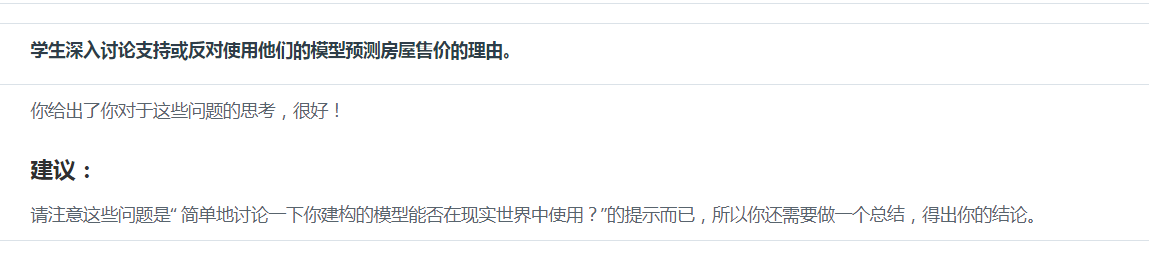 学生深入讨论支持或反对使用他们的模型预测房屋售价的理由。
你给出了你对于这些问题的思考，很好！
建议：
请注意这些问题是“ 简单地讨论一下你建构的模型能否在现实世界中使用？”的提示而已，所以你还需要做一个总结，得出你的结论。